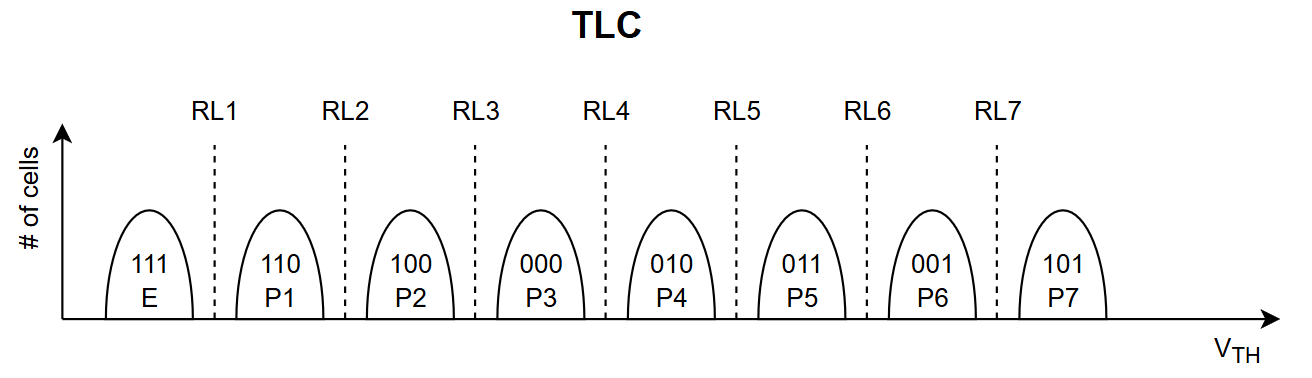 TLC
RL1 RL2 RL3 RL4 RL5 RL6 RL7
# of cells
111 110 100 000 010 011 001 101
E P1 P2 P3 P4 P5 P6 P7
VTH